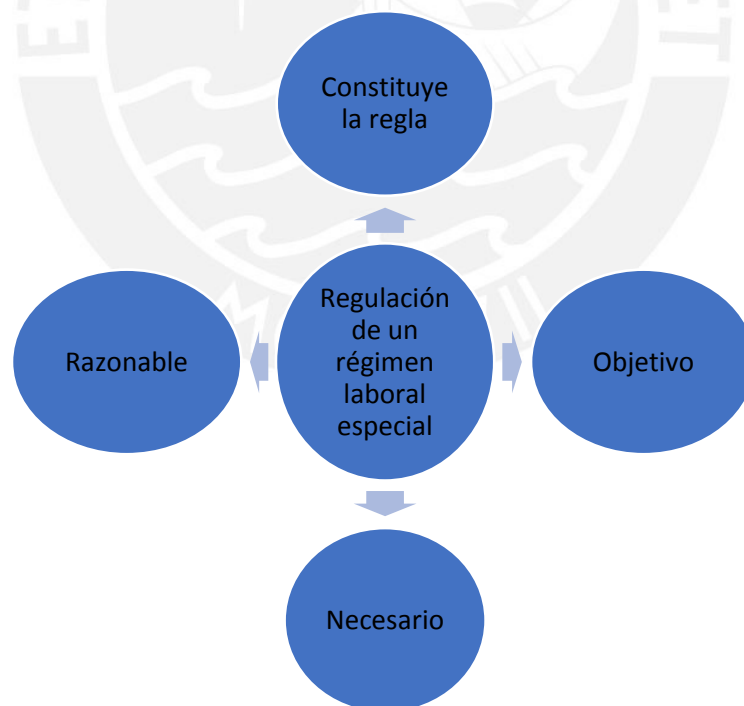 Constituye
la regla
Razonable
Regulación
de un
régimen
laboral
especial
Objetivo
Necesario